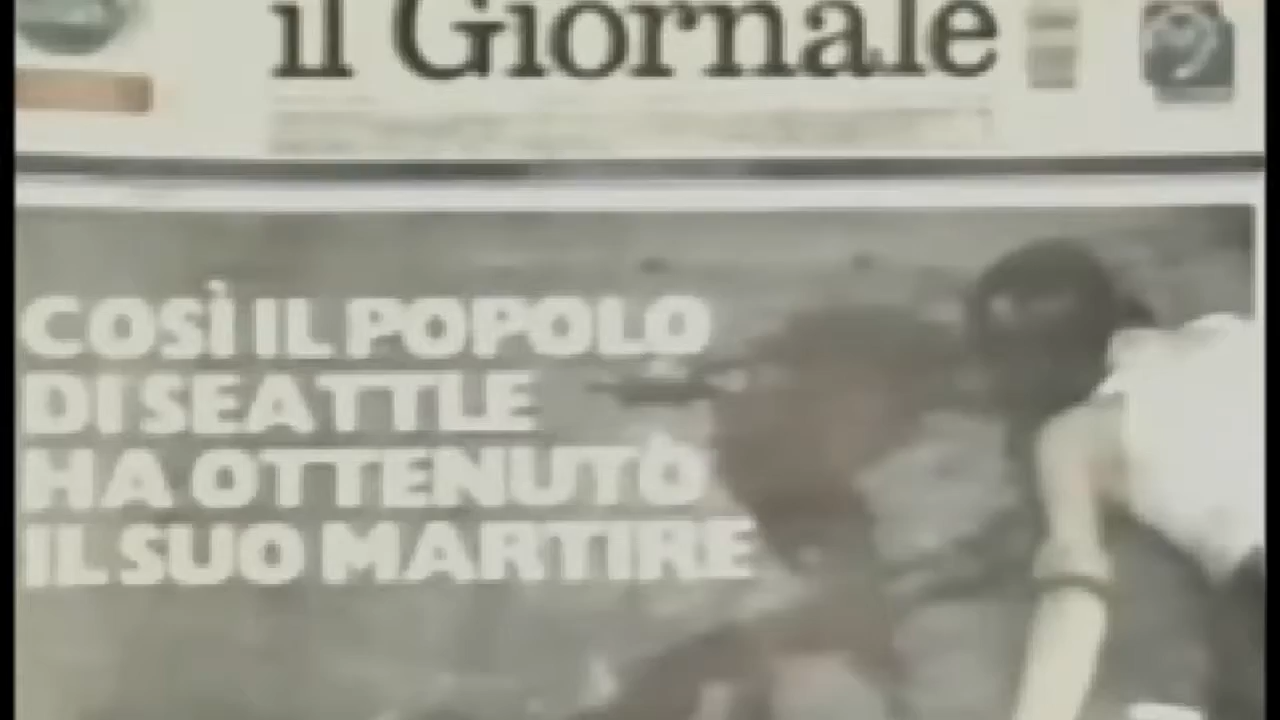 il Giornale
COSÌ IL POPOLO
DI SEATTLE
HA OTTENUTO
IL SUO MARTIRE